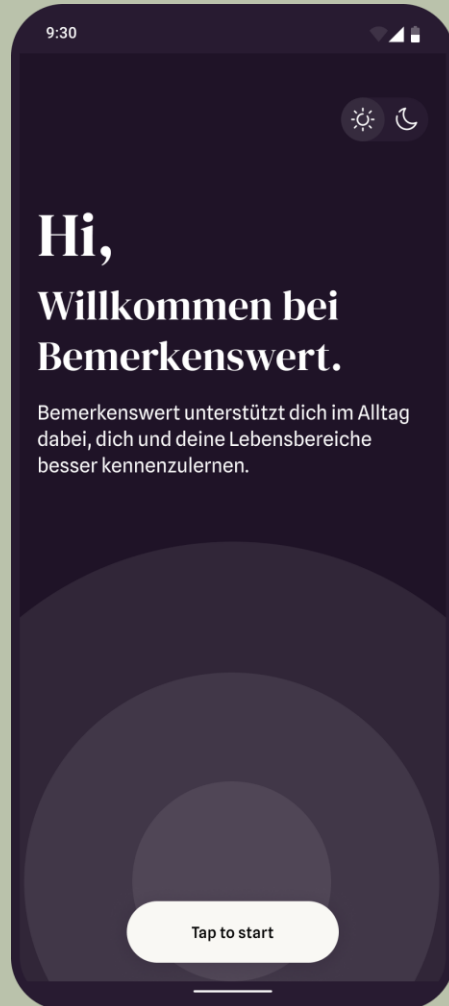 9:30
Hi,
Willkommen bei
Bemerkenswert.
Bemerkenswert unterstützt dich im Alltag
dabei, dich und deine Lebensbereiche
besser kennenzulernen.
Tap to start